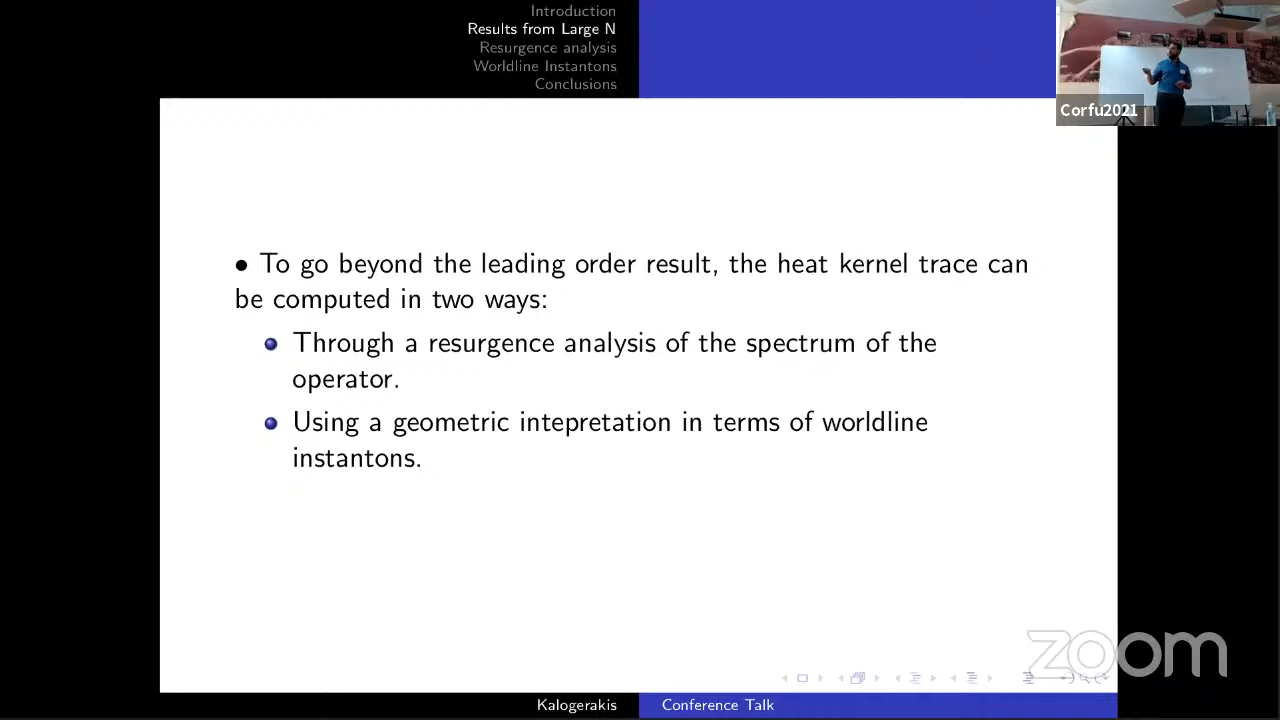 Introduction
Results from Large N
Resurgence analysis
Worldline Instantons
Conclusions
Corfu2021
• To go beyond the leading order result, the heat kernel trace can
be computed in two ways:
Through a resurgence analysis of the spectrum of the
operator.
Using a geometric intepretation in terms of worldline
instantons.
zoom
Kalogerakis
Conference Talk